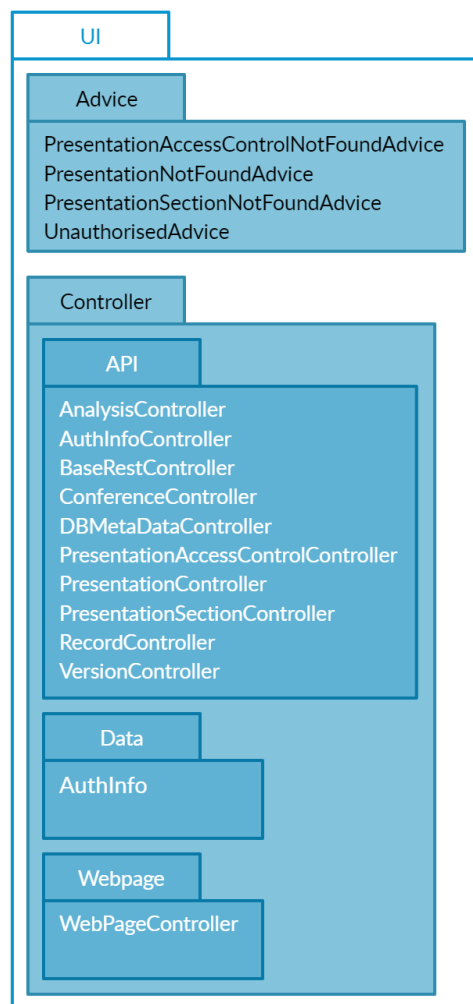 UI
Advice
PresentationAccessControlNotFoundAdvice
PresentationNotFoundAdvice
PresentationSectionNotFoundAdvice
UnauthorisedAdvice
Controller
API
AnalysisController
AuthInfoController
BaseRestController
ConferenceController
DBMetaDataController
PresentationAccessControlController
PresentationController
PresentationSectionController
RecordController
VersionController
Data
AuthInfo
Webpage
WebPageController